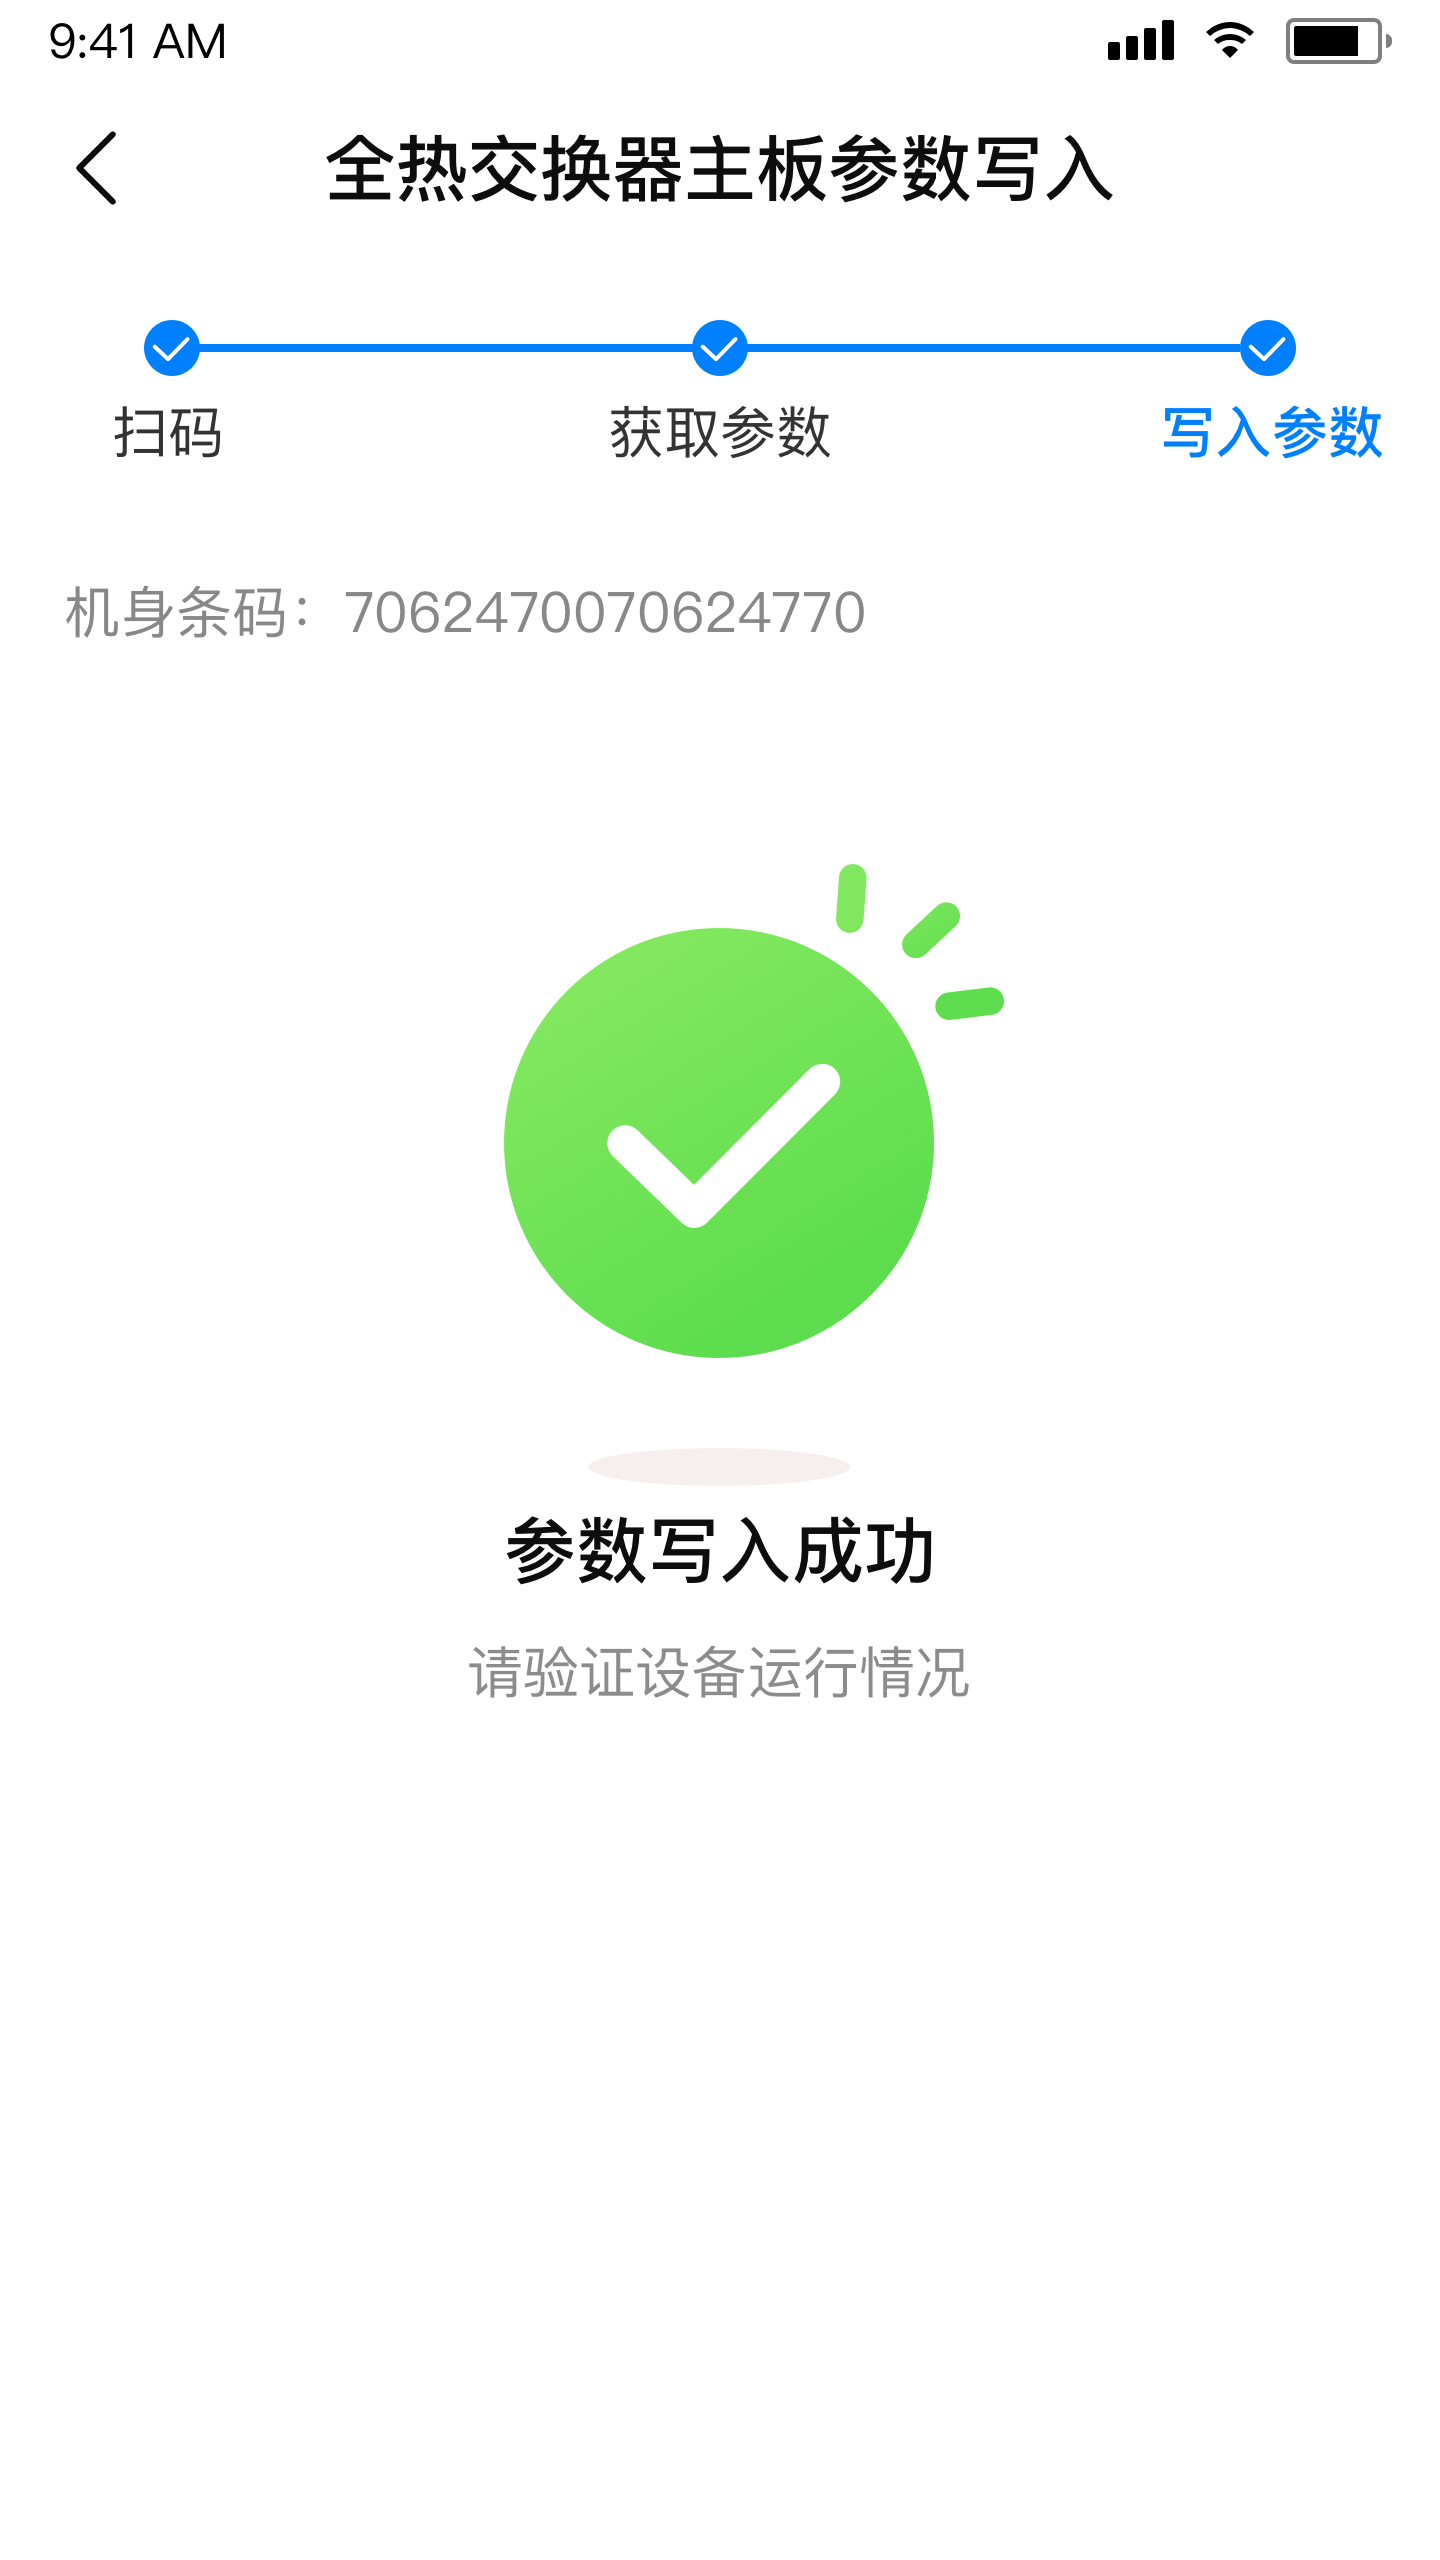 9:41 AM
全热交换器主板参数写入
扫码
获取参数
写入参数
机身条码：7062470070624770
参数写入成功
请验证设备运行情况